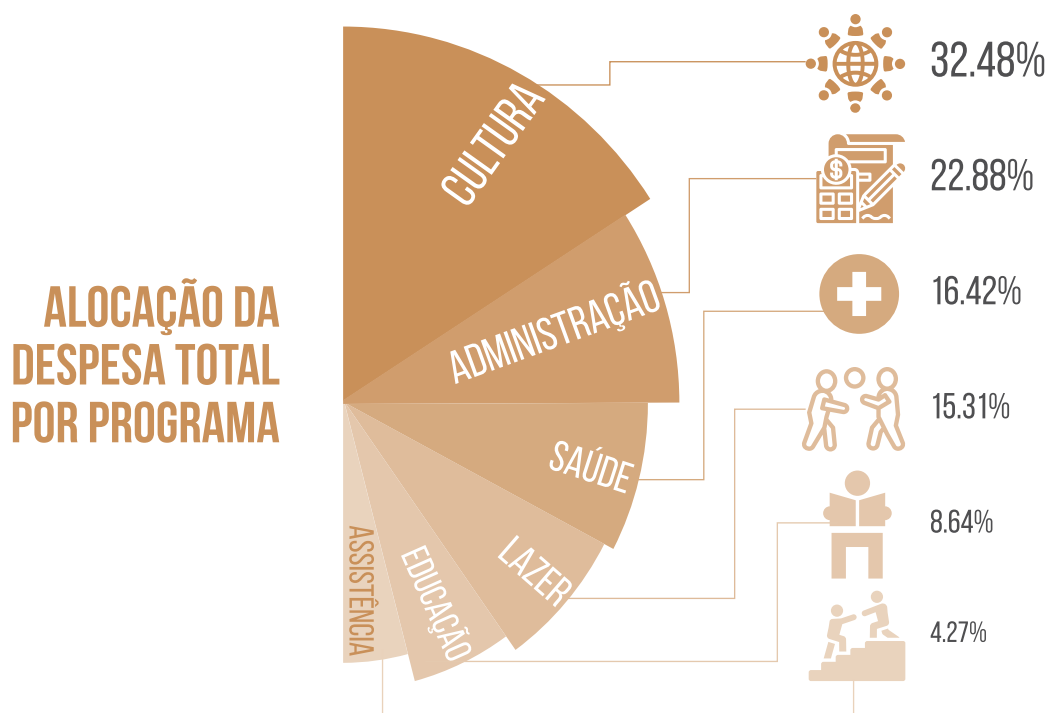 ALOCAÇÃO DA
DESPESA TOTAL
POR PROGRAMA
CULTURA
32.48%
ADMINISTRAÇÃO
$
22.88%
SAÚDE
16.42%
LAZER
15.31%
EDUCAÇÃO
8.64%
ASSISTÊNCIA
4.27%